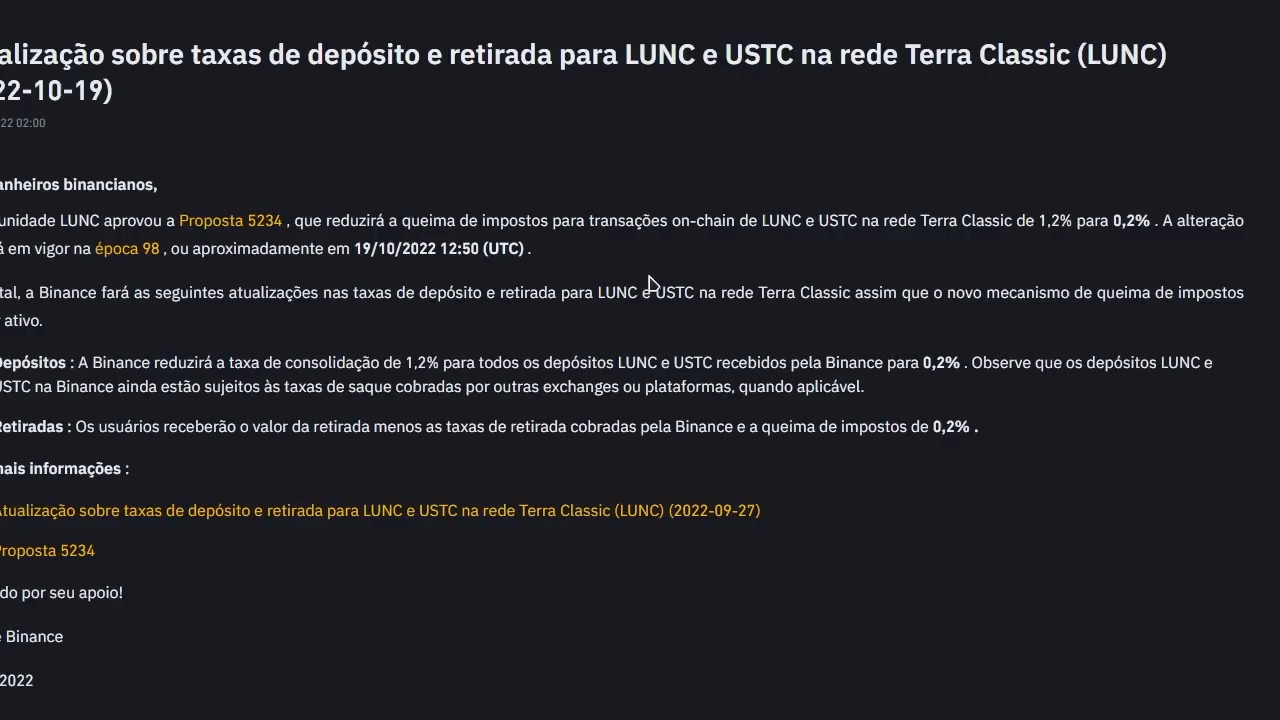 alização sobre taxas de depósito e retirada para LUNC e USTC na rede Terra Classic (LUNC)
22-10-19)
22 02:00
anheiros binancianos,
unidade LUNC aprovou a Proposta 5234 , que reduzirá a queima de impostos para transações on-chain de LUNC e USTC na rede Terra Classic de 1,2% para 0,2% . A alteração
á em vigor na época 98 , ou aproximadamente em 19/10/2022 12:50 (UTC) .
tal, a Binance fará as seguintes atualizações nas taxas de depósito e retirada para LUNC e USTC na rede Terra Classic assim que o novo mecanismo de queima de impostos
ativo.
Depósitos : A Binance reduzirá a taxa de consolidação de 1,2% para todos os depósitos LUNC e USTC recebidos pela Binance para 0,2% . Observe que os depósitos LUNC e
USTC na Binance ainda estão sujeitos às taxas de saque cobradas por outras exchanges ou plataformas, quando aplicável.
Retiradas : Os usuários receberão o valor da retirada menos as taxas de retirada cobradas pela Binance e a queima de impostos de 0,2% .
nais informações :
Atualização sobre taxas de depósito e retirada para LUNC e USTC na rede Terra Classic (LUNC) (2022-09-27)
Proposta 5234
do por seu apoio!
e Binance
2022